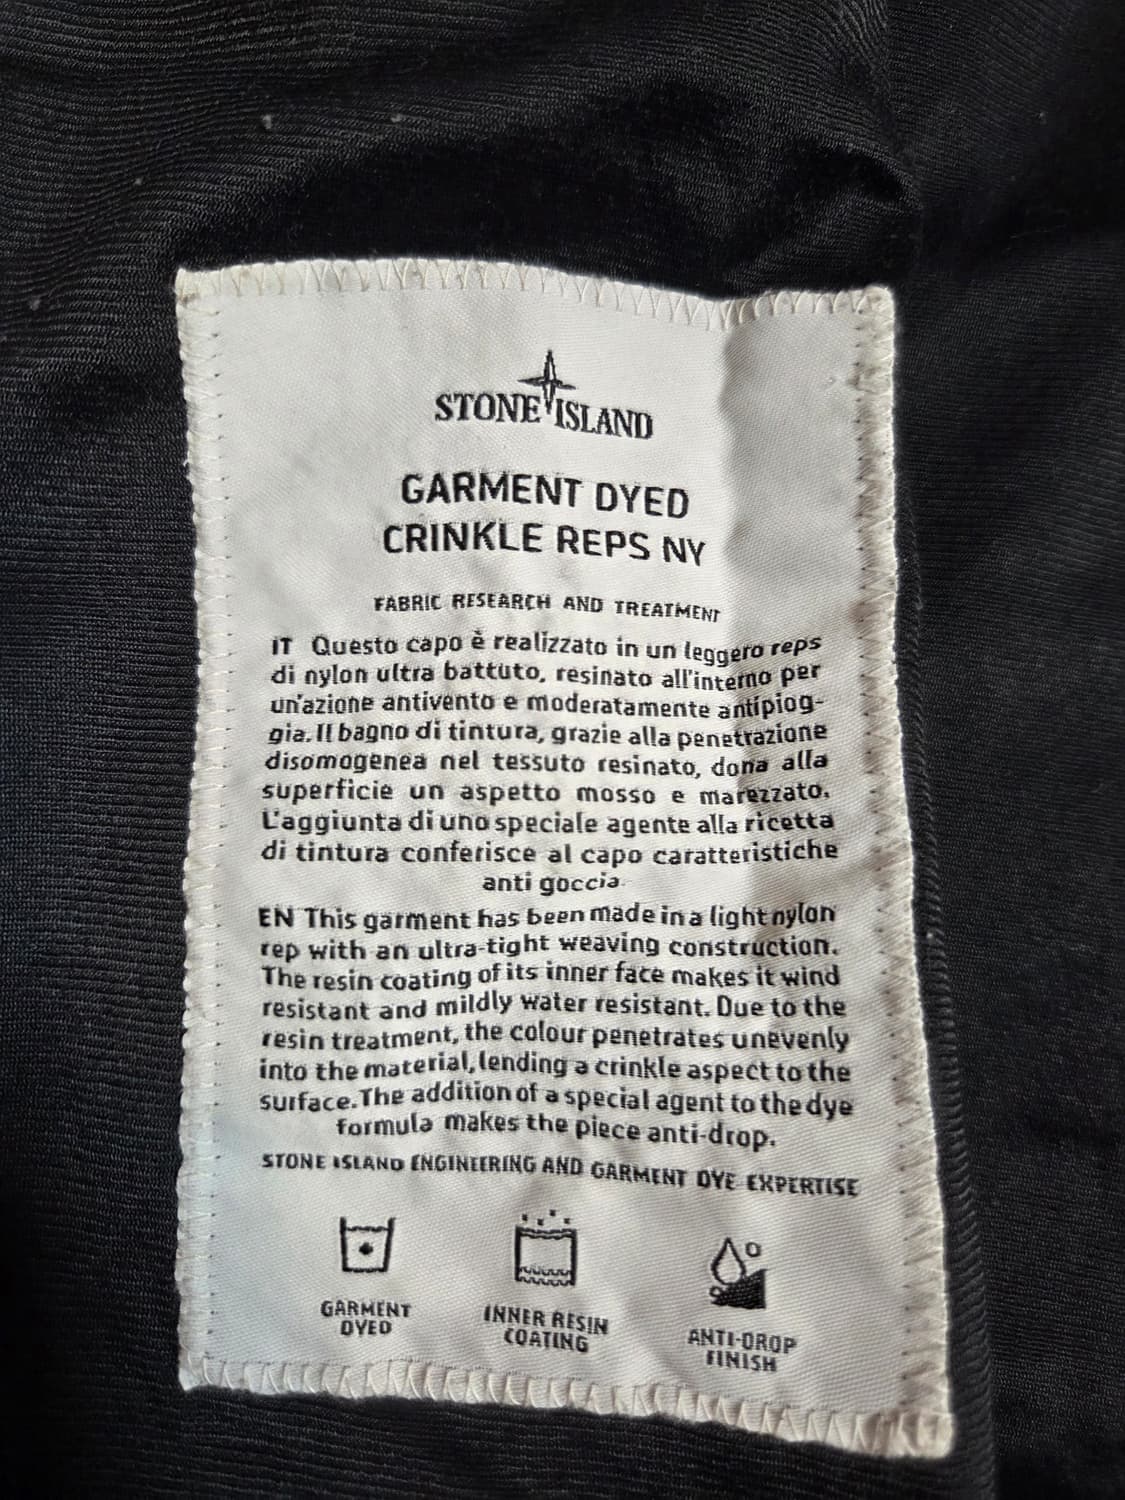 STONE ISLAND
GARMENT DYED
CRINKLE REPS NY
FABRIC RESEARCH AND TREATMENT
IT Questo capo è realizzato in un leggero reps
di nylon ultra battuto, resinato all'interno per
un'azione antivento e moderatamente antipiog-
gia. Il bagno di tintura, grazie alla penetrazione
disomogenea nel tessuto resinato, dona alla
superficie un aspetto mosso e marezzato.
L'aggiunta di uno speciale agente alla ricetta
di tintura conferisce al capo caratteristiche
anti goccia.
EN This garment has been made in a light nylon
rep with an ultra-tight weaving construction.
The resin coating of its inner face makes it wind
resistant and mildly water resistant. Due to the
resin treatment, the colour penetrates unevenly
into the material, lending a crinkle aspect to the
surface. The addition of a special agent to the dye
formula makes the piece anti-drop.
STONE ISLAND ENGINEERING AND GARMENT DYE EXPERTISE
GARMENT
DYED
INNER RESIN
COATING
ANTI-DROP
FINISH